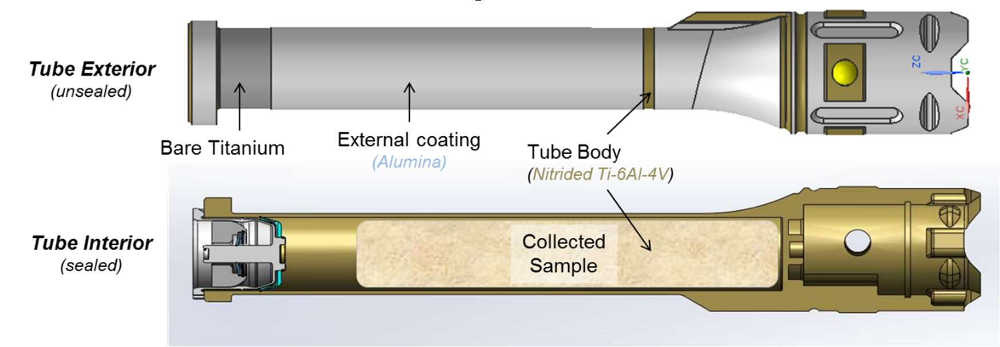 Tube Exterior
(unsealed)
Bare Titanium
External coating
(Alumina)
Tube Body
(Nitrided Ti-6Al-4V)
ZC
YC
XC
Tube Interior
(sealed)
Collected
Sample